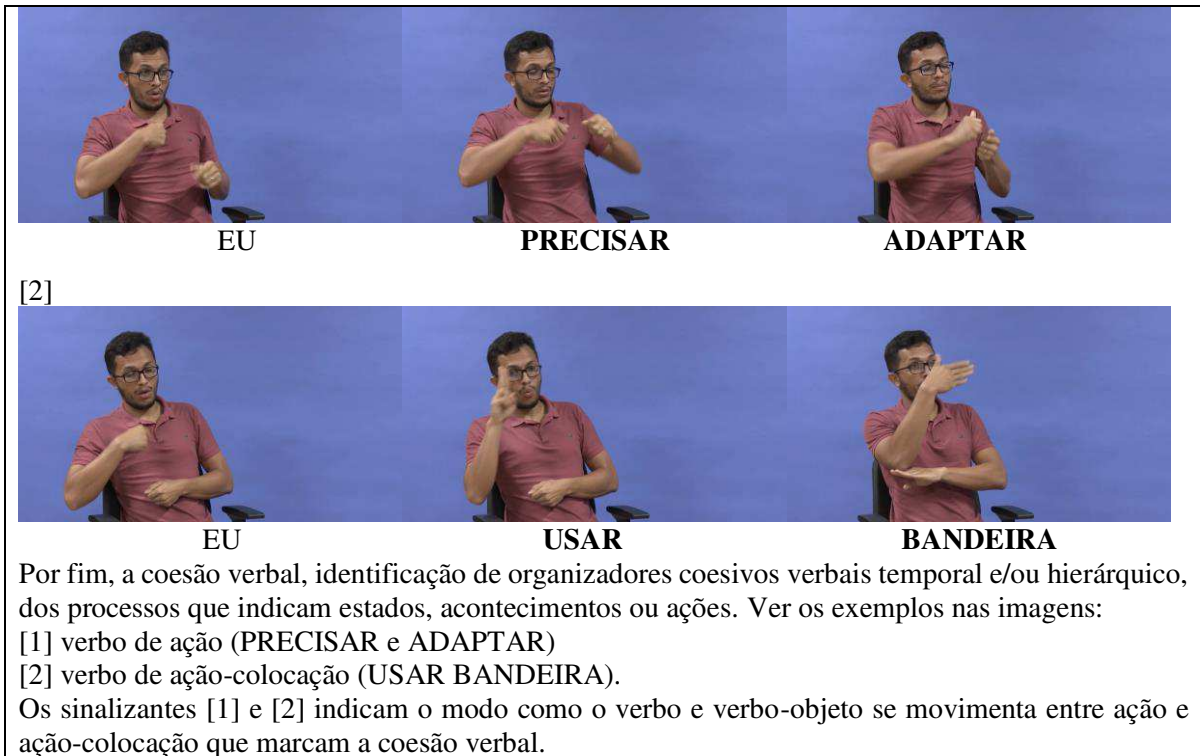 EU PRECISAR ADAPTAR
[2]
EU USAR BANDEIRA
Por fim, a coesão verbal, identificação de organizadores coesivos verbais temporal e/ou hierárquico,
dos processos que indicam estados, acontecimentos ou ações. Ver os exemplos nas imagens:
[1] verbo de ação (PRECISAR e ADAPTAR)
[2] verbo de ação-colocação (USAR BANDEIRA).
Os sinalizantes [1] e [2] indicam o modo como o verbo e verbo-objeto se movimenta entre ação e
ação-colocação que marcam a coesão verbal.